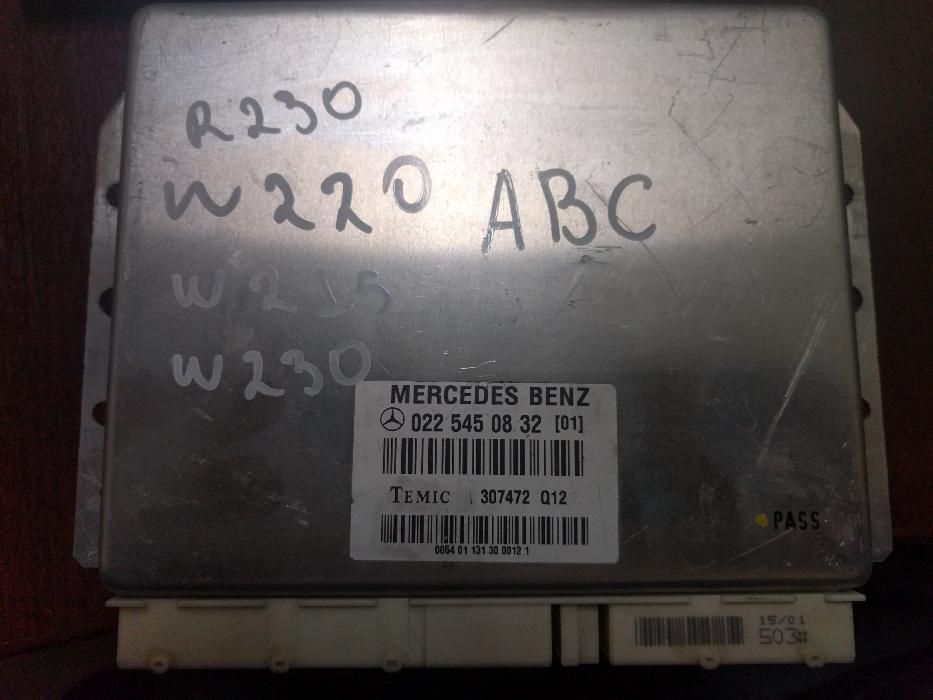 R230
W220 ABC
W215
W230
MERCEDES BENZ
022 545 08 32 [01]
TEMIC 307472 Q12
0054 01 131 30 0012 1
PASS
15/01
503#